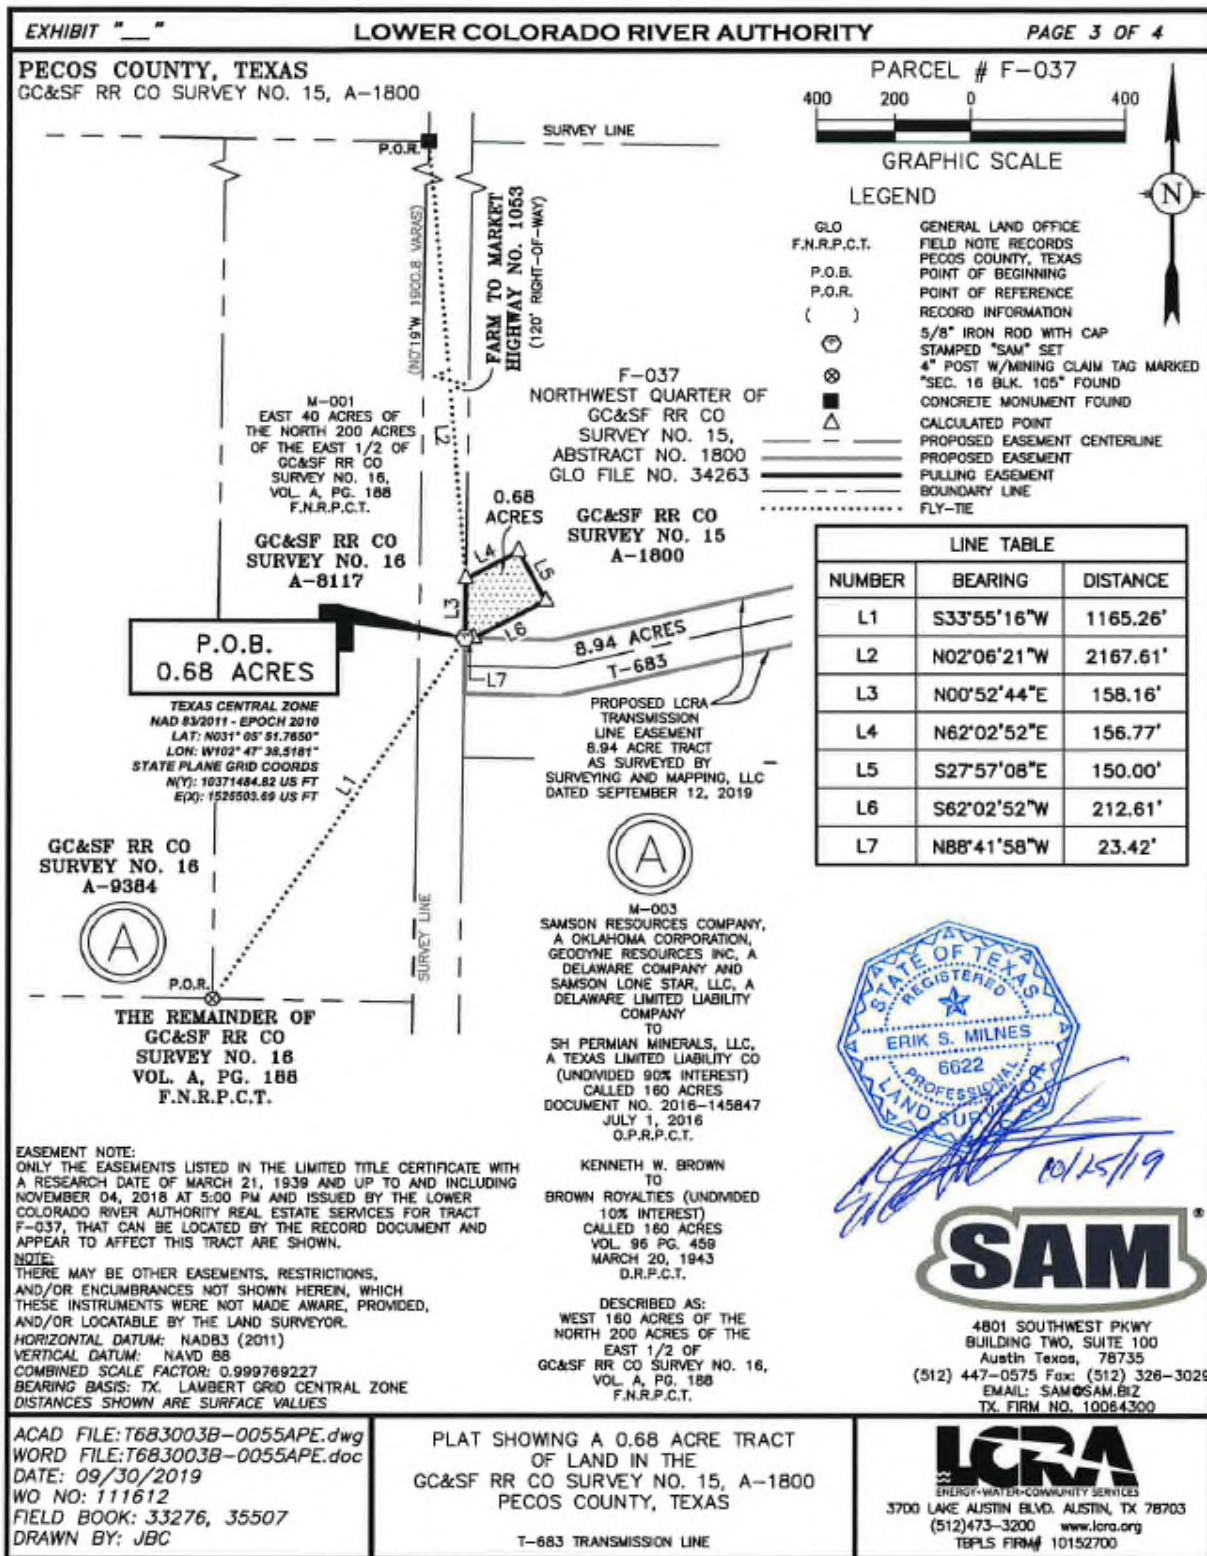 EXHIBIT "__"
LOWER COLORADO RIVER AUTHORITY
PAGE 3 OF 4
PECOS COUNTY, TEXAS
GC&SF RR CO SURVEY NO. 15, A-1800
PARCEL # F-037
400 200 0 400
GRAPHIC SCALE
N
LEGEND
GLO GENERAL LAND OFFICE
F.N.R.P.C.T. FIELD NOTE RECORDS
PECOS COUNTY, TEXAS
P.O.B. POINT OF BEGINNING
P.O.R. POINT OF REFERENCE
( ) RECORD INFORMATION
5/8" IRON ROD WITH CAP
STAMPED "SAM" SET
4" POST W/MINING CLAIM TAG MARKED
"SEC. 16 BLK. 105" FOUND
CONCRETE MONUMENT FOUND
CALCULATED POINT
PROPOSED EASEMENT CENTERLINE
PROPOSED EASEMENT
PULLING EASEMENT
BOUNDARY LINE
FLY-TIE
SURVEY LINE
P.O.R.
(N0°19'W 1900.8 VARAS)
FARM TO MARKET
HIGHWAY NO. 1053
(120' RIGHT-OF-WAY)
L2
M-001
EAST 40 ACRES OF
THE NORTH 200 ACRES
OF THE EAST 1/2 OF
GC&SF RR CO
SURVEY NO. 16,
VOL. A, PG. 188
F.N.R.P.C.T.
F-037
NORTHWEST QUARTER OF
GC&SF RR CO
SURVEY NO. 15,
ABSTRACT NO. 1800
GLO FILE NO. 34263
0.68
ACRES
GC&SF RR CO
SURVEY NO. 15
A-1800
GC&SF RR CO
SURVEY NO. 16
A-8117
L4
L5
L3
L6
L7
8.94 ACRES
T-683
P.O.B.
0.68 ACRES
TEXAS CENTRAL ZONE
NAD 83/2011 - EPOCH 2010
LAT: N031° 05' 51.7650"
LON: W102° 47' 38.5181"
STATE PLANE GRID COORDS
N(Y): 10371484.82 US FT
E(X): 1526503.69 US FT
L1
PROPOSED LCRA
TRANSMISSION
LINE EASEMENT
8.94 ACRE TRACT
AS SURVEYED BY
SURVEYING AND MAPPING, LLC
DATED SEPTEMBER 12, 2019
LINE TABLE
NUMBER BEARING DISTANCE
L1 S33°55'16"W 1165.26'
L2 N02°06'21"W 2167.61'
L3 N00°52'44"E 158.16'
L4 N62°02'52"E 156.77'
L5 S27°57'08"E 150.00'
L6 S62°02'52"W 212.61'
L7 N88°41'58"W 23.42'
GC&SF RR CO
SURVEY NO. 16
A-9384
A
P.O.R.
SURVEY LINE
THE REMAINDER OF
GC&SF RR CO
SURVEY NO. 16
VOL. A, PG. 188
F.N.R.P.C.T.
A
M-003
SAMSON RESOURCES COMPANY,
A OKLAHOMA CORPORATION,
GEODYNE RESOURCES INC, A
DELAWARE COMPANY AND
SAMSON LONE STAR, LLC, A
DELAWARE LIMITED LIABILITY
COMPANY
TO
SH PERMIAN MINERALS, LLC,
A TEXAS LIMITED LIABILITY CO
(UNDIVIDED 90% INTEREST)
CALLED 160 ACRES
DOCUMENT NO. 2016-145847
JULY 1, 2016
O.P.R.P.C.T.
KENNETH W. BROWN
TO
BROWN ROYALTIES (UNDIVIDED
10% INTEREST)
CALLED 160 ACRES
VOL. 96 PG. 459
MARCH 20, 1943
D.R.P.C.T.
DESCRIBED AS:
WEST 160 ACRES OF THE
NORTH 200 ACRES OF THE
EAST 1/2 OF
GC&SF RR CO SURVEY NO. 16,
VOL. A, PG. 188
F.N.R.P.C.T.
STATE OF TEXAS
REGISTERED
ERIK S. MILNES
6622
PROFESSIONAL
LAND SURVEYOR
10/25/19
SAM®
4801 SOUTHWEST PKWY
BUILDING TWO, SUITE 100
Austin Texas, 78735
(512) 447-0575 Fax: (512) 326-3029
EMAIL: SAM@SAM.BIZ
TX. FIRM NO. 10064300
EASEMENT NOTE:
ONLY THE EASEMENTS LISTED IN THE LIMITED TITLE CERTIFICATE WITH
A RESEARCH DATE OF MARCH 21, 1939 AND UP TO AND INCLUDING
NOVEMBER 04, 2018 AT 5:00 PM AND ISSUED BY THE LOWER
COLORADO RIVER AUTHORITY REAL ESTATE SERVICES FOR TRACT
F-037, THAT CAN BE LOCATED BY THE RECORD DOCUMENT AND
APPEAR TO AFFECT THIS TRACT ARE SHOWN.
NOTE:
THERE MAY BE OTHER EASEMENTS, RESTRICTIONS,
AND/OR ENCUMBRANCES NOT SHOWN HEREIN, WHICH
THESE INSTRUMENTS WERE NOT MADE AWARE, PROVIDED,
AND/OR LOCATABLE BY THE LAND SURVEYOR.
HORIZONTAL DATUM: NAD83 (2011)
VERTICAL DATUM: NAVD 88
COMBINED SCALE FACTOR: 0.999769227
BEARING BASIS: TX. LAMBERT GRID CENTRAL ZONE
DISTANCES SHOWN ARE SURFACE VALUES
ACAD FILE: T683003B-0055APE.dwg
WORD FILE: T683003B-0055APE.doc
DATE: 09/30/2019
WO NO: 111612
FIELD BOOK: 33276, 35507
DRAWN BY: JBC
PLAT SHOWING A 0.68 ACRE TRACT
OF LAND IN THE
GC&SF RR CO SURVEY NO. 15, A-1800
PECOS COUNTY, TEXAS
T-683 TRANSMISSION LINE
LCRA
ENERGY•WATER•COMMUNITY SERVICES
3700 LAKE AUSTIN BLVD. AUSTIN, TX 78703
(512)473-3200 www.lcra.org
TBPLS FIRM# 10152700